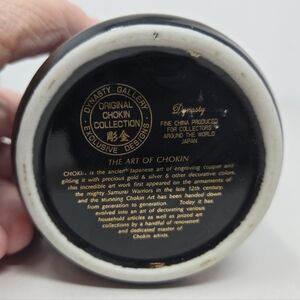 DYNASTY GALLERY
ORIGINAL
CHOKIN
COLLECTION
彫金
EXCLUSIVE DESIGNS
Dynasty
FINE CHINA PRODUCED
FOR COLLECTORS
AROUND THE WORLD
JAPAN
THE ART OF CHOKIN
is the ancient Japanese art of engraving copper and
gilding it with precious gold & silver & other decorative colors.
this incredible art work first appeared on the armaments of
the mighty Samurai Warriors in the late 12th century.
and the stunning Chokin Art has been handed down
from generation to generation. Today it has
evolved into an art of decorating various
household articles as well as prized art
collections by a handful of renowned
and dedicated master of
Chokin artists.